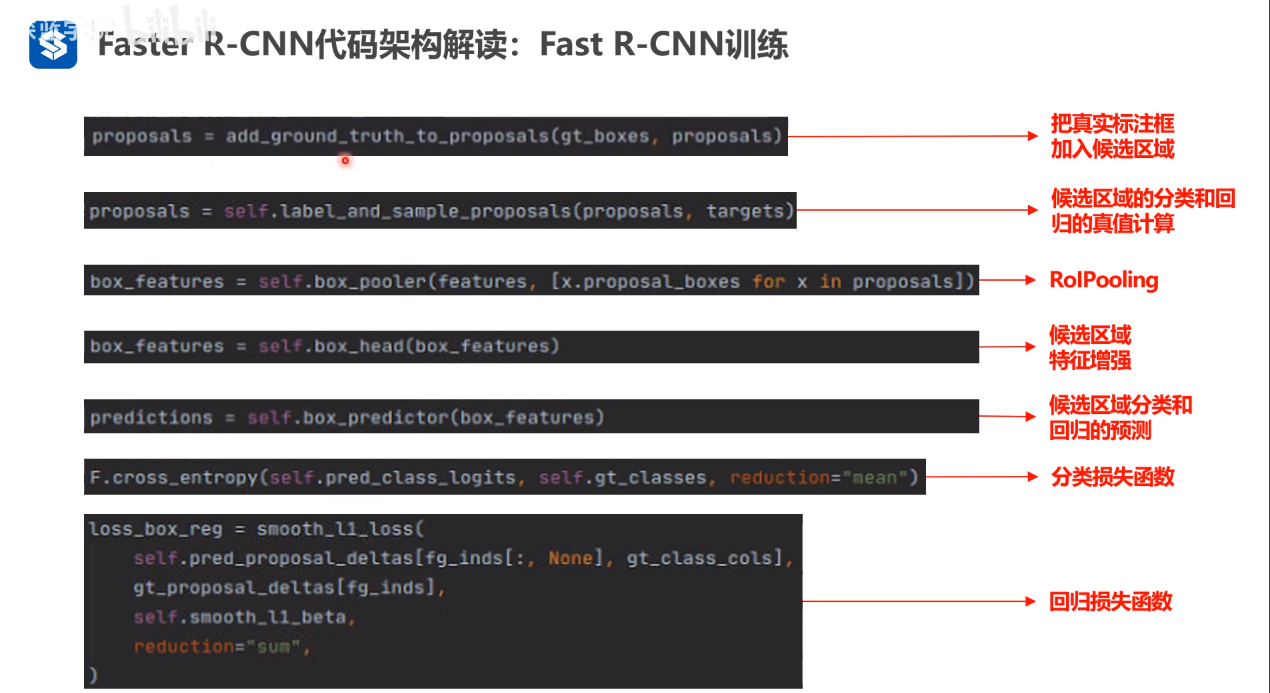 Faster R-CNN代码架构解读：Fast R-CNN训练
bilibili
proposals = add_ground_truth_to_proposals(gt_boxes, proposals)
把真实标注框
加入候选区域
proposals = self.label_and_sample_proposals(proposals, targets)
候选区域的分类和回
归的真值计算
box_features = self.box_pooler(features, [x.proposal_boxes for x in proposals])
RoIPooling
box_features = self.box_head(box_features)
候选区域
特征增强
predictions = self.box_predictor(box_features)
候选区域分类和
回归的预测
F.cross_entropy(self.pred_class_logits, self.gt_classes, reduction="mean")
分类损失函数
loss_box_reg = smooth_l1_loss(
self.pred_proposal_deltas[fg_inds[:, None], gt_class_cols],
gt_proposal_deltas[fg_inds],
self.smooth_l1_beta,
reduction="sum",
)
回归损失函数